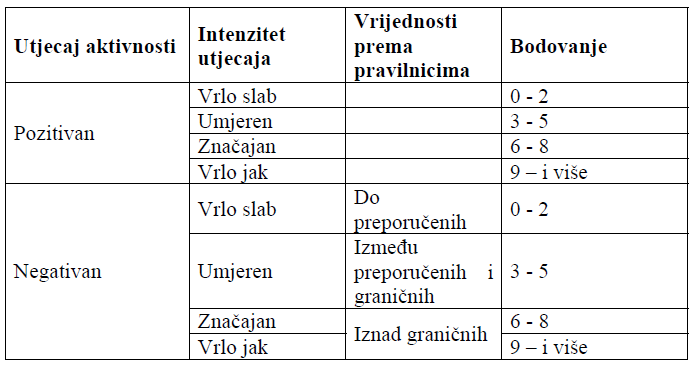 Utjecaj aktivnosti
Intenzitet
utjecaja
Vrijednosti
prema
pravilnicima
Bodovanje
Pozitivan
Vrlo slab
0 - 2
Umjeren
3 - 5
Značajan
6 - 8
Vrlo jak
9 – i više
Negativan
Vrlo slab
Do
preporučenih
0 - 2
Umjeren
Između
preporučenih i
graničnih
3 - 5
Značajan
Iznad graničnih
6 - 8
Vrlo jak
9 – i više